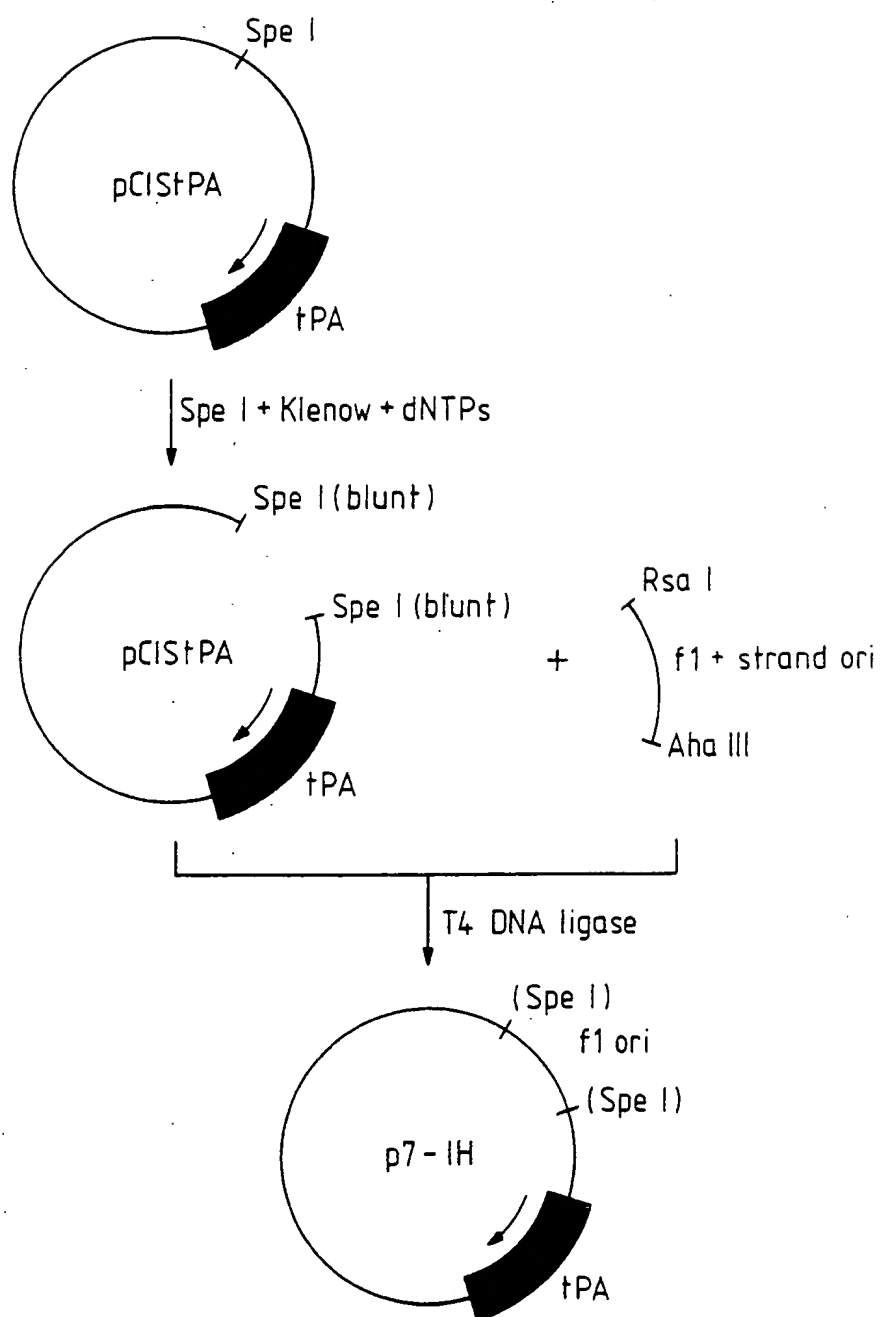 Spe I
pCIStPA
tPA
Spe I + Klenow + dNTPs
Spe I (blunt)
Spe I (blunt)
pCIStPA
tPA
+
Rsa I
f1 + strand ori
Aha III
T4 DNA ligase
(Spe I)
f1 ori
(Spe I)
p7-IH
tPA